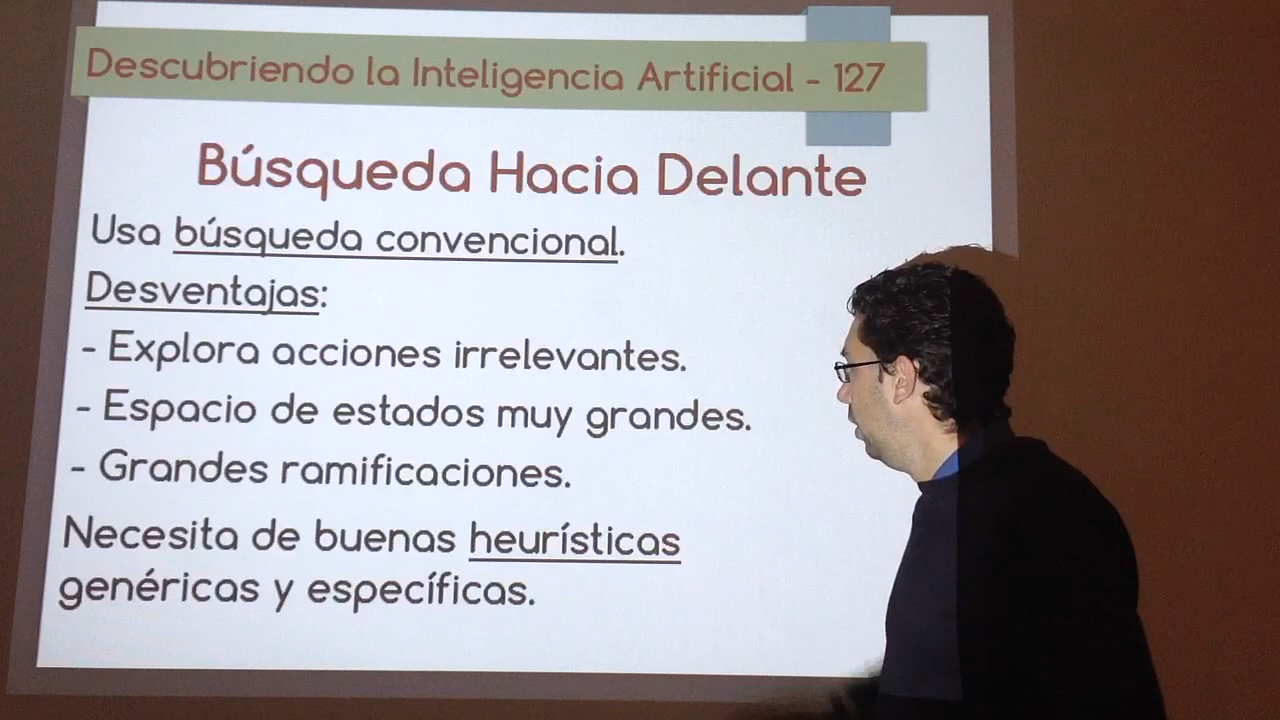 Descubriendo la Inteligencia Artificial - 127
Búsqueda Hacia Delante
Usa búsqueda convencional.
Desventajas:
- Explora acciones irrelevantes.
- Espacio de estados muy grandes.
- Grandes ramificaciones.
Necesita de buenas heurísticas
genéricas y específicas.